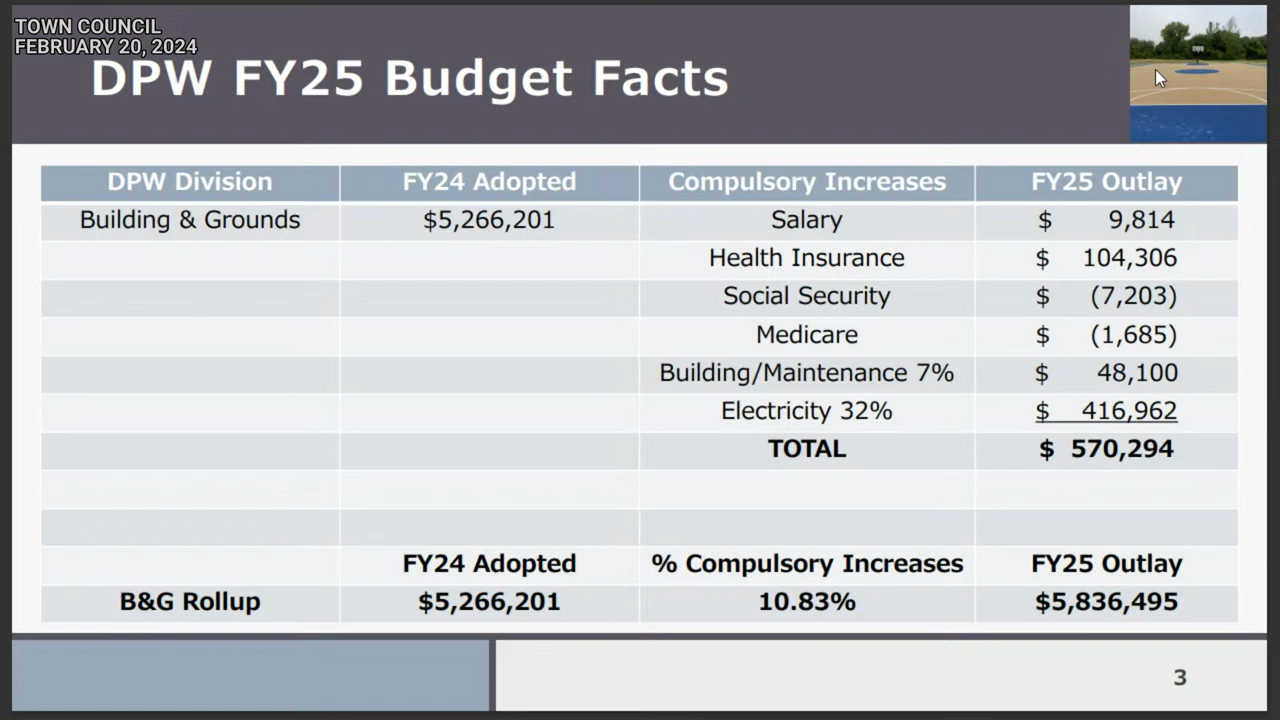 TOWN COUNCIL
FEBRUARY 20, 2024
DPW FY25 Budget Facts
DPW Division FY24 Adopted Compulsory Increases FY25 Outlay
Building & Grounds $5,266,201 Salary $ 9,814
Health Insurance $ 104,306
Social Security $ (7,203)
Medicare $ (1,685)
Building/Maintenance 7% $ 48,100
Electricity 32% $ 416,962
TOTAL $ 570,294
FY24 Adopted % Compulsory Increases FY25 Outlay
B&G Rollup $5,266,201 10.83% $5,836,495
3